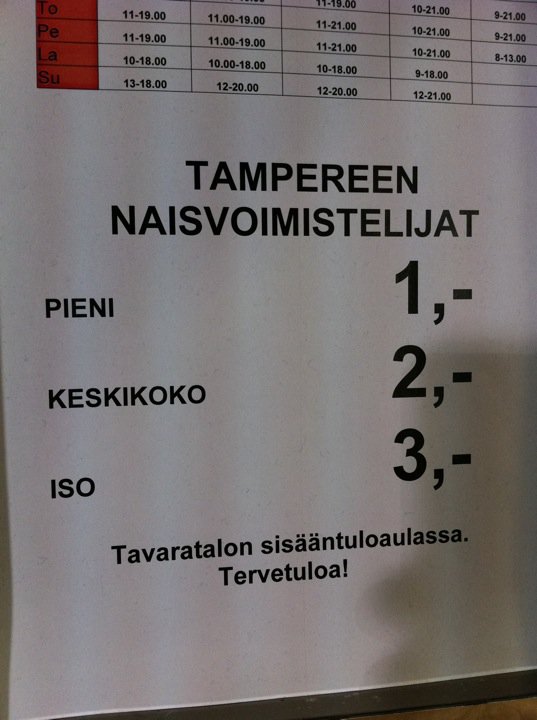 To 11-19.00 11.00-19.00 11-19.00 10-21.00 9-21.00
Pe 11-19.00 11.00-19.00 11-21.00 10-21.00 9-21.00
La 10-18.00 10.00-18.00 11-21.00 10-21.00 8-13.00
Su 13-18.00 12-20.00 10-18.00 9-18.00
12-20.00 12-21.00
TAMPEREEN
NAISVOIMISTELIJAT
PIENI 1,-
KESKIKOKO 2,-
ISO 3,-
Tavaratalon sisääntuloaulassa.
Tervetuloa!